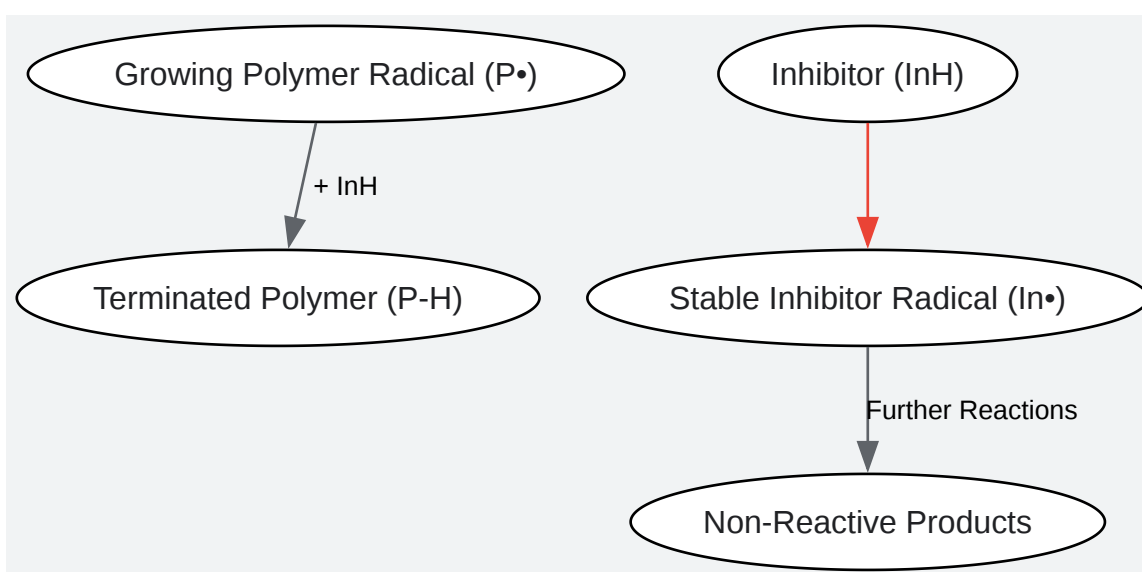 Growing Polymer Radical (P•)
Inhibitor (InH)
+ InH
Terminated Polymer (P-H)
Stable Inhibitor Radical (In•)
Further Reactions
Non-Reactive Products